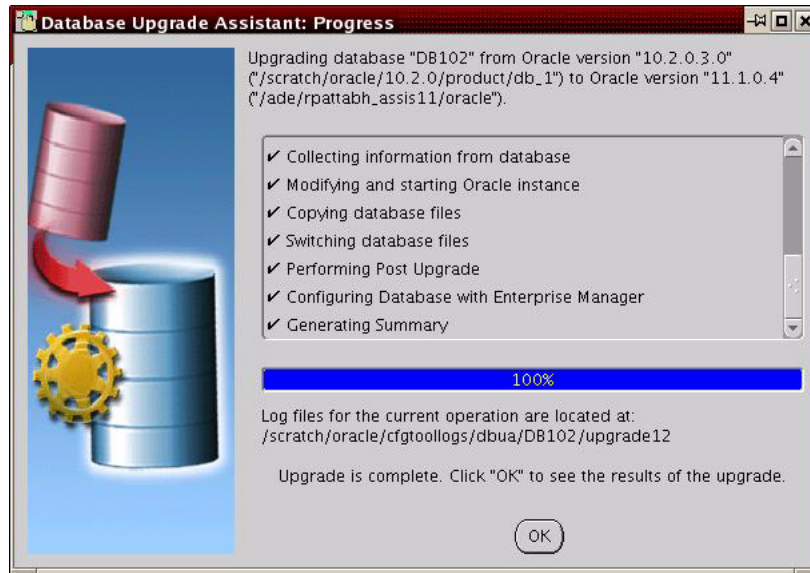 Database Upgrade Assistant: Progress
Upgrading database "DB102" from Oracle version "10.2.0.3.0"
("/scratch/oracle/10.2.0/product/db_1") to Oracle version "11.1.0.4"
("/ade/rpattabh_assis11/oracle").
✔ Collecting information from database
✔ Modifying and starting Oracle instance
✔ Copying database files
✔ Switching database files
✔ Performing Post Upgrade
✔ Configuring Database with Enterprise Manager
✔ Generating Summary
100%
Log files for the current operation are located at:
/scratch/oracle/cfgtoollogs/dbua/DB102/upgrade12
Upgrade is complete. Click "OK" to see the results of the upgrade.
OK